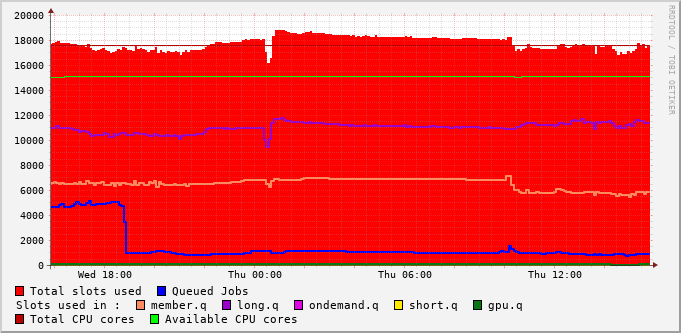 RRDTOOL / TOBI OETIKER
20000
18000
16000
14000
12000
10000
8000
6000
4000
2000
0
Wed 18:00 Thu 00:00 Thu 06:00 Thu 12:00
Total slots used Queued Jobs
Slots used in : member.q long.q ondemand.q short.q gpu.q
Total CPU cores Available CPU cores